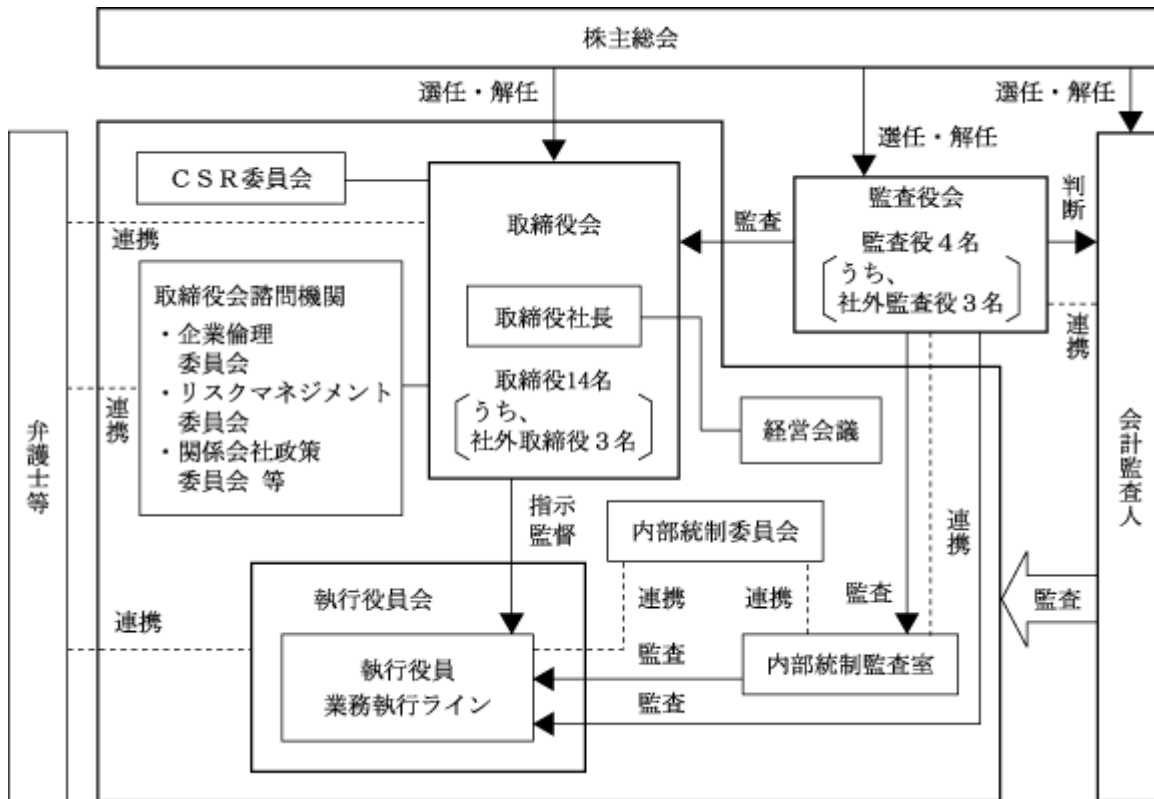 株主総会
選任・解任
選任・解任
選任・解任
CSR委員会
連携
取締役会
取締役社長
取締役14名
うち、
社外取締役3名
監査
監査役会
監査役4名
うち、
社外監査役3名
判断
連携
取締役会諮問機関
・企業倫理
委員会
・リスクマネジメント
委員会
・関係会社政策
委員会 等
連携
経営会議
弁護士等
会計監査人
指示
監督
内部統制委員会
連携
連携
連携
監査
監査
執行役員会
執行役員
業務執行ライン
連携
監査
監査
内部統制監査室